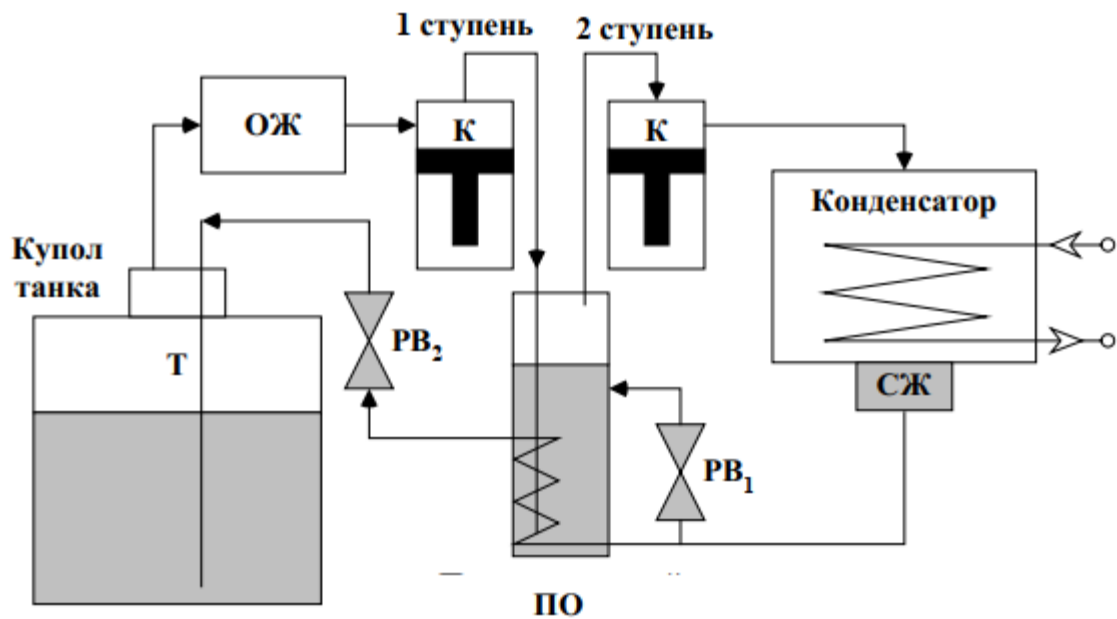 1 ступень
2 ступень
ОЖ
К
К
Конденсатор
Купол
танка
Т
РВ2
СЖ
РВ1
ПО